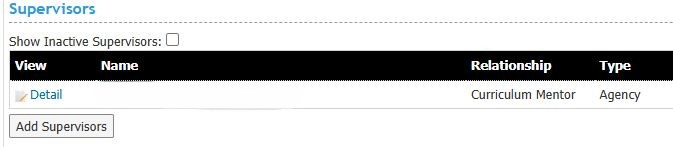 Supervisors
Show Inactive Supervisors:
View Name Relationship Type
Detail Curriculum Mentor Agency
Add Supervisors